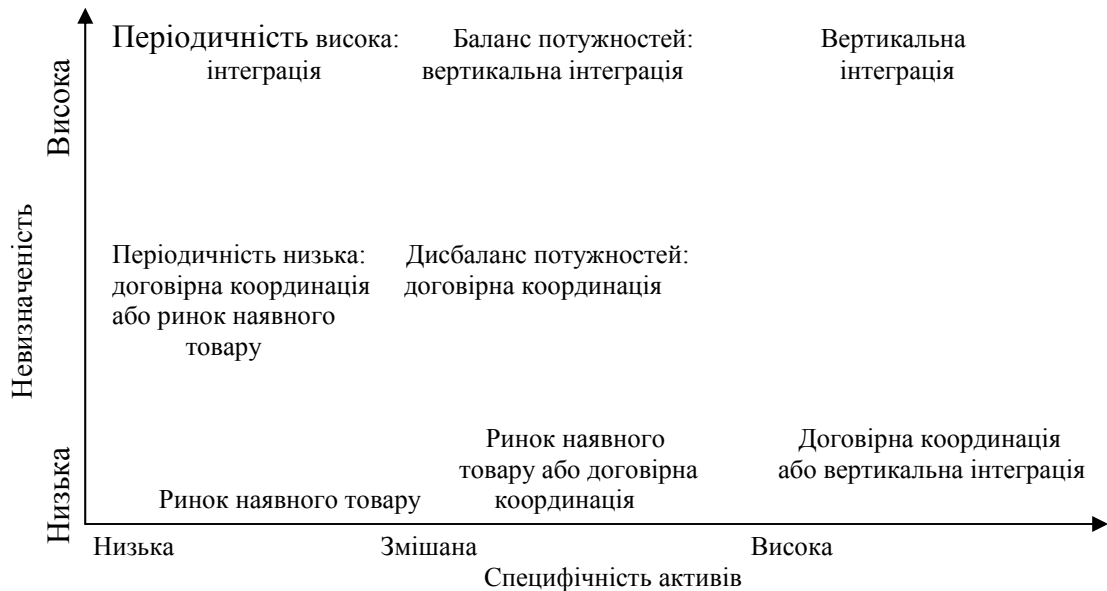 Невизначеність
Висока
Низька
Періодичність висока:
інтеграція
Баланс потужностей:
вертикальна інтеграція
Вертикальна
інтеграція
Періодичність низька:
договірна координація
або ринок наявного
товару
Дисбаланс потужностей:
договірна координація
Ринок наявного товару
Ринок наявного
товару або договірна
координація
Договірна координація
або вертикальна інтеграція
Низька
Змішана
Висока
Специфічність активів